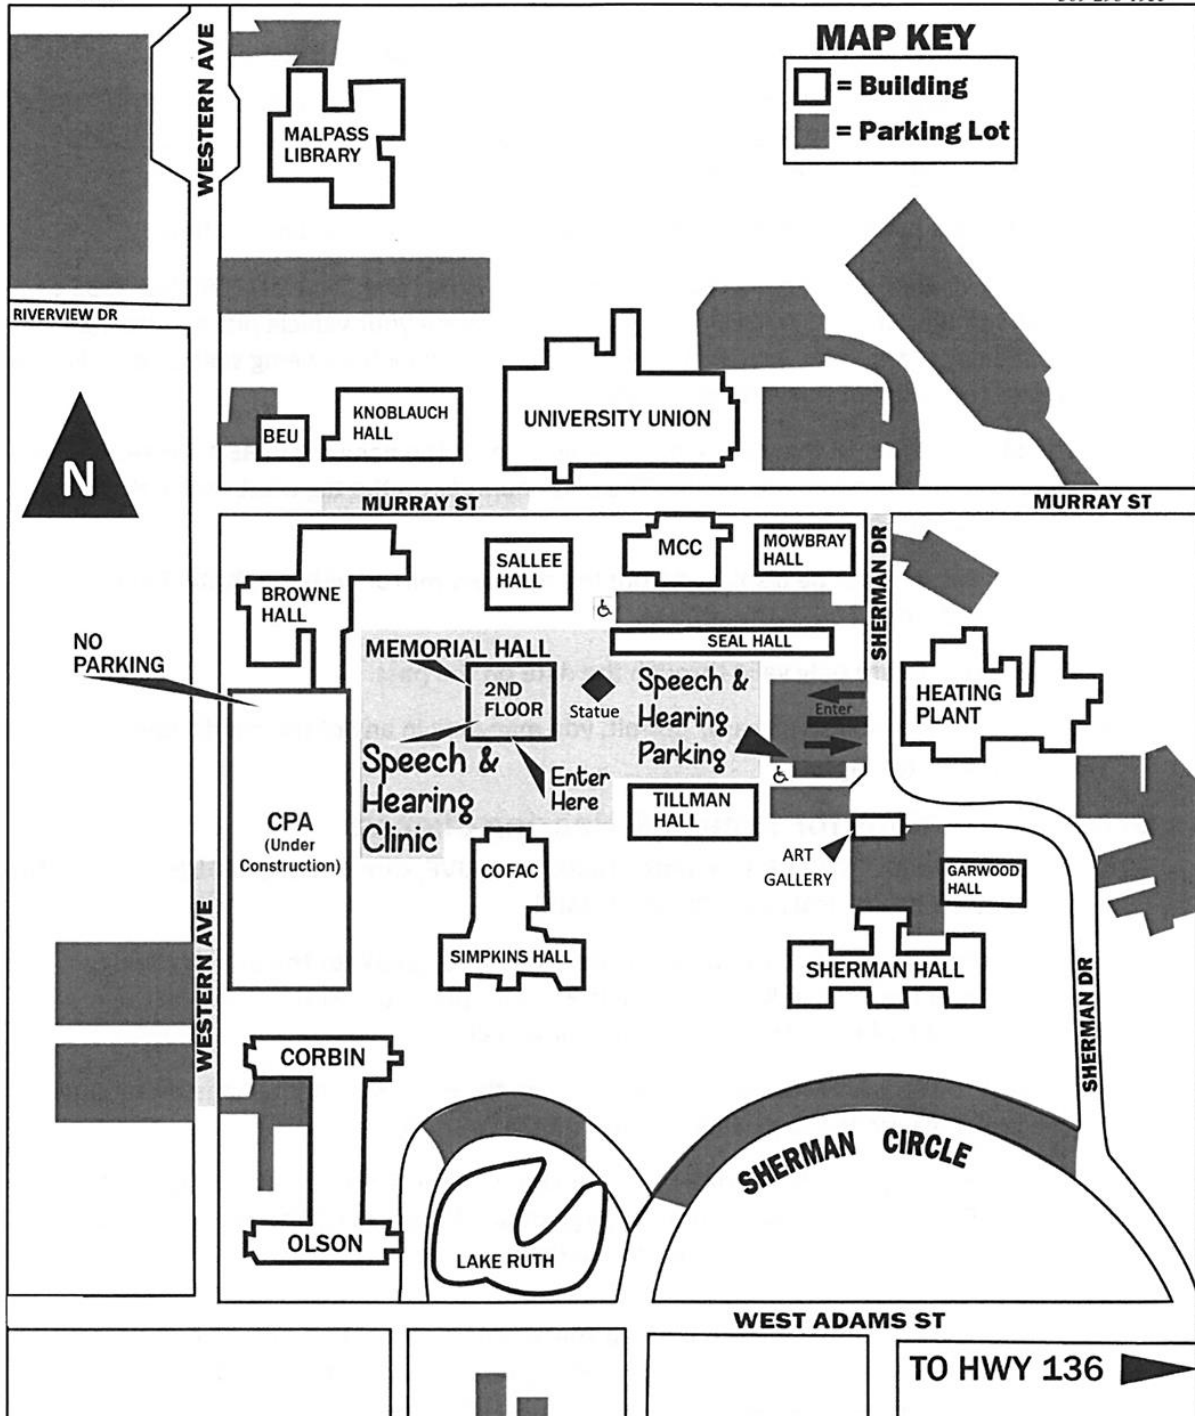 MAP KEY
= Building
= Parking Lot
WESTERN AVE
MALPASS
LIBRARY
RIVERVIEW DR
N
BEU
KNOBLAUCH
HALL
UNIVERSITY UNION
MURRAY ST
MURRAY ST
BROWNE
HALL
SALLEE
HALL
MCC
MOWBRAY
HALL
SHERMAN DR
NO
PARKING
MEMORIAL HALL
2ND
FLOOR
Statue
SEAL HALL
Speech &
Hearing
Parking
Enter
HEATING
PLANT
Speech &
Hearing
Clinic
Enter
Here
TILLMAN
HALL
CPA
(Under
Construction)
COFAC
ART
GALLERY
GARWOOD
HALL
SIMPKINS HALL
SHERMAN HALL
WESTERN AVE
SHERMAN DR
CORBIN
SHERMAN CIRCLE
OLSON
LAKE RUTH
WEST ADAMS ST
TO HWY 136